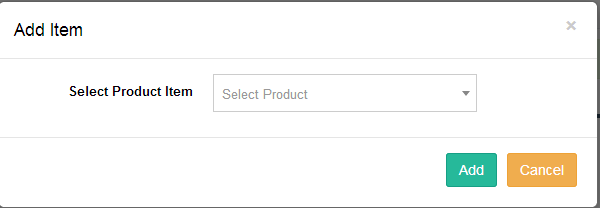 Add Item
×
Select Product Item
Select Product
Add
Cancel